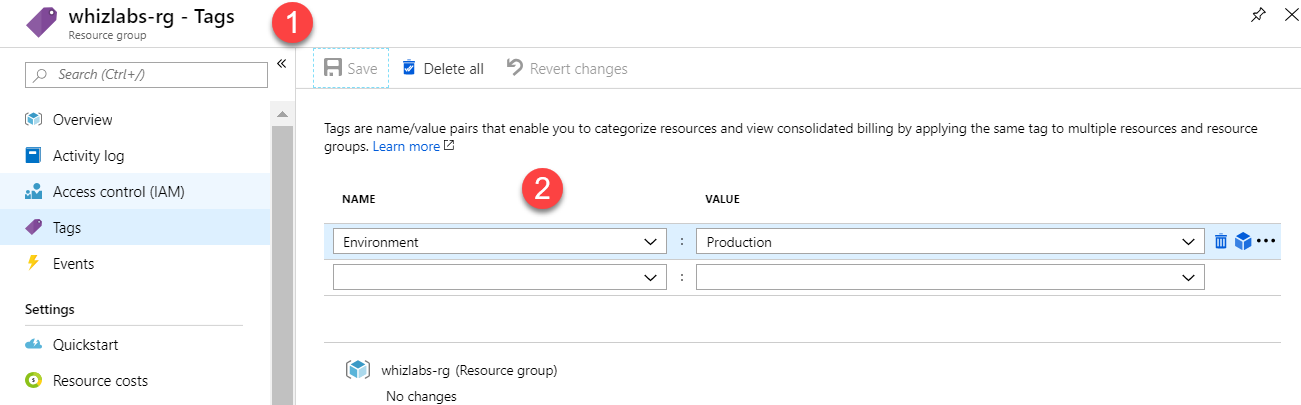 whizlabs-rg - Tags
Resource group
1
Search (Ctrl+/)
«
Overview
Activity log
Access control (IAM)
Tags
Events
Settings
Quickstart
Resource costs
Save
Delete all
Revert changes
Tags are name/value pairs that enable you to categorize resources and view consolidated billing by applying the same tag to multiple resources and resource
groups. Learn more
2
NAME VALUE
Environment : Production
:
whizlabs-rg (Resource group)
No changes